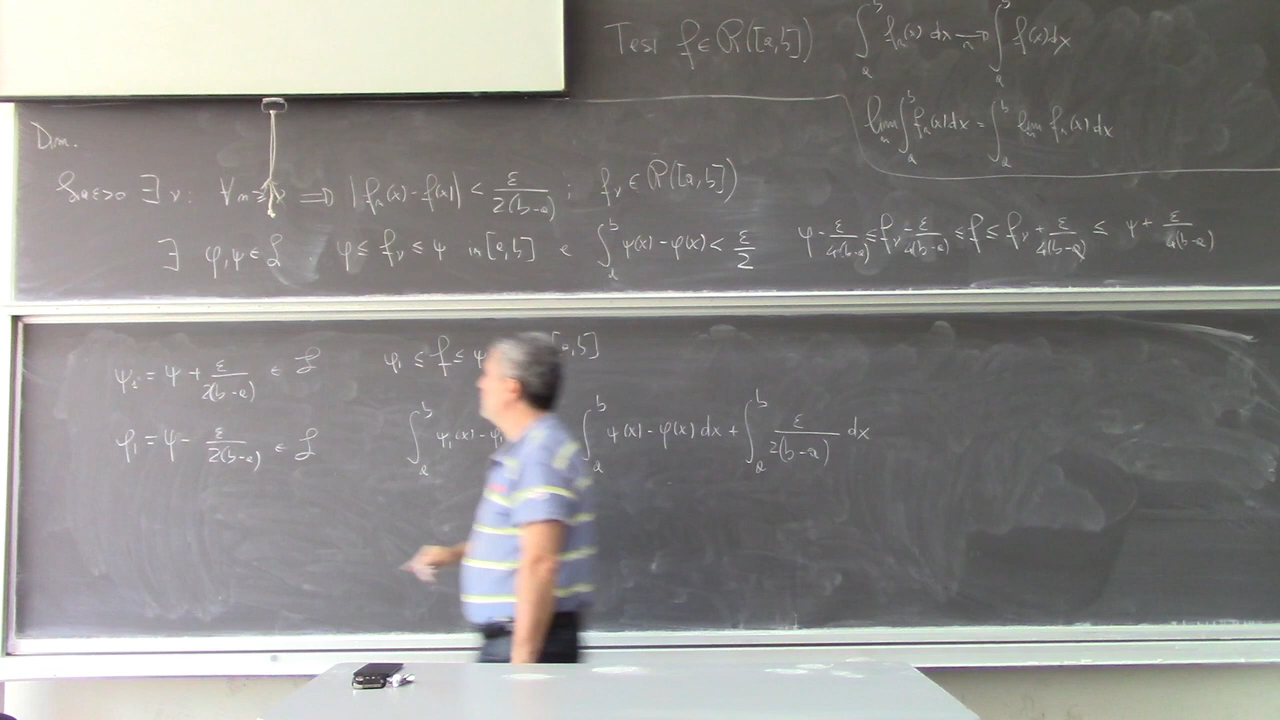 Tesi f ∈ R([a,b]) ∫_a^b f_n(x) dx →_n ∫_a^b f(x) dx
lim_n ∫_a^b f_n(x) dx = ∫_a^b lim_n f_n(x) dx
Dim.
Sia ε>0 ∃ ν : ∀ n ≥ ν ⟹ |f_n(x) - f(x)| < ε/2(b-a) ; f_ν ∈ R([a,b])
∃ φ, ψ ∈ L φ ≤ f_ν ≤ ψ in [a,b] e ∫_a^b ψ(x) - φ(x) < ε/2 φ - ε/4(b-a) ≤ f_ν - ε/4(b-a) ≤ f ≤ f_ν + ε/4(b-a) ≤ ψ + ε/4(b-a)
ψ_1 = ψ + ε/2(b-a) ∈ L φ_1 ≤ f ≤ ψ ,b]
φ_1 = φ - ε/2(b-a) ∈ L ∫_a^b ψ_1(x) - φ_1 ∫_a^b ψ(x) - φ(x) dx + ∫_a^b ε/2(b-a) dx